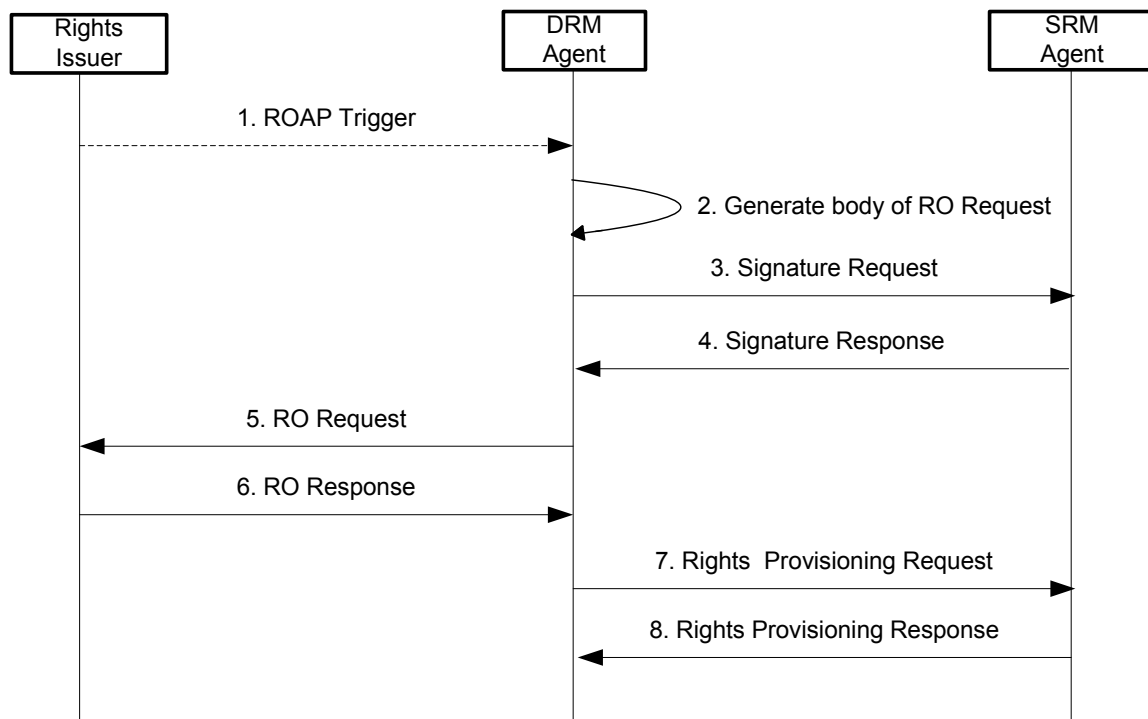 Rights
Issuer
DRM
Agent
SRM
Agent
1. ROAP Trigger
2. Generate body of RO Request
3. Signature Request
4. Signature Response
5. RO Request
6. RO Response
7. Rights  Provisioning Request
8. Rights Provisioning Response